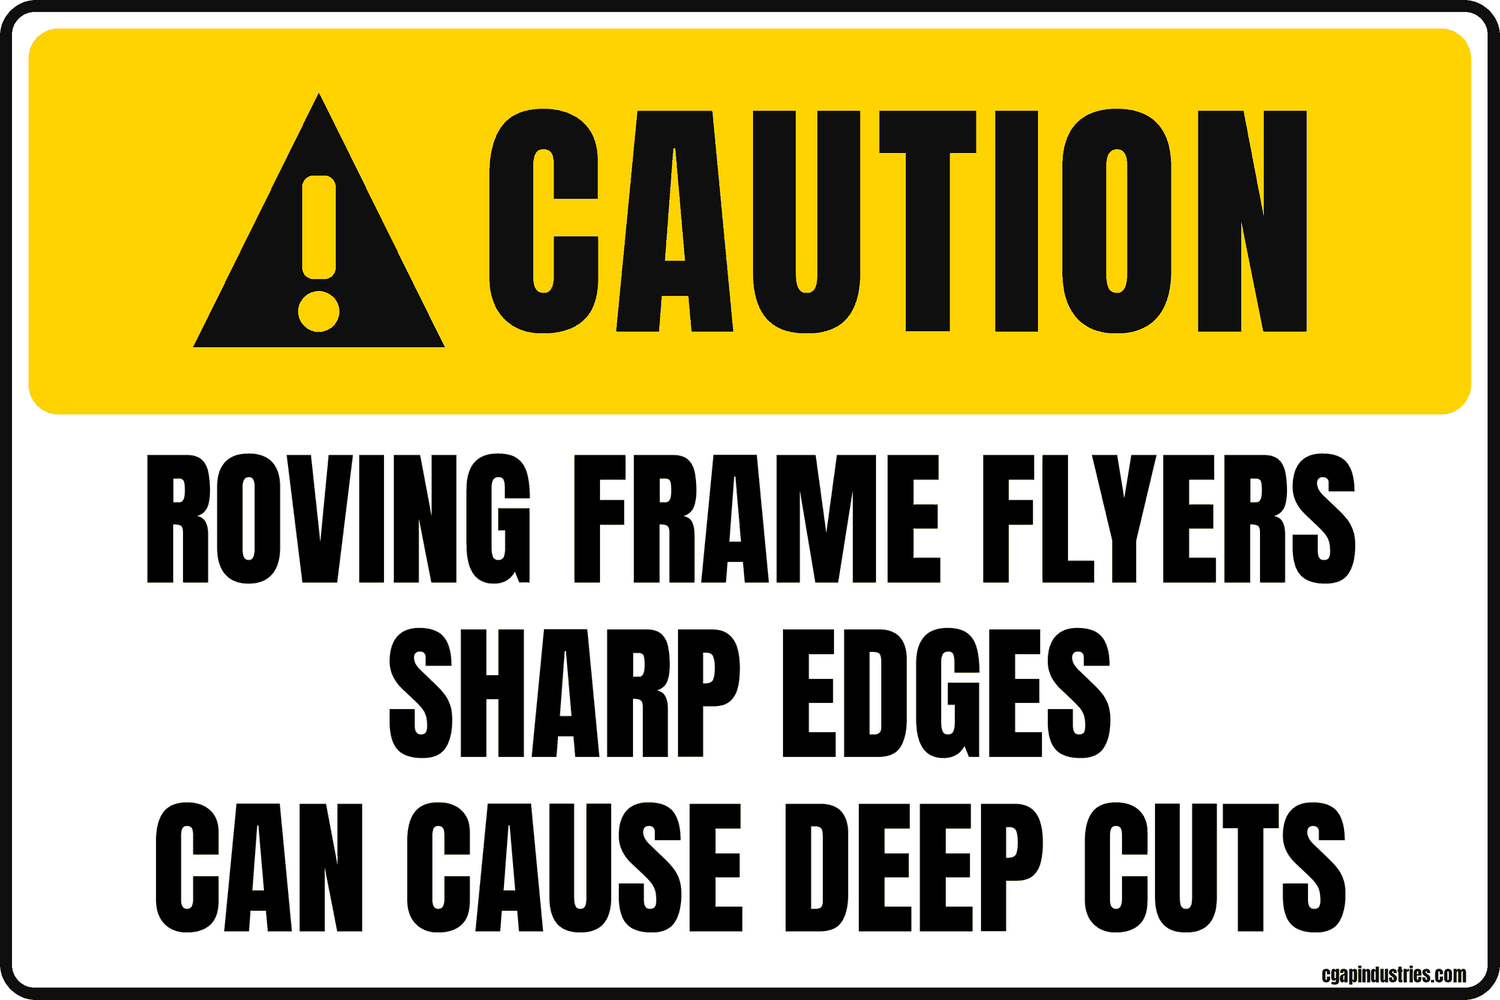 CAUTION
ROVING FRAME FLYERS
SHARP EDGES
CAN CAUSE DEEP CUTS
cgapindustries.com